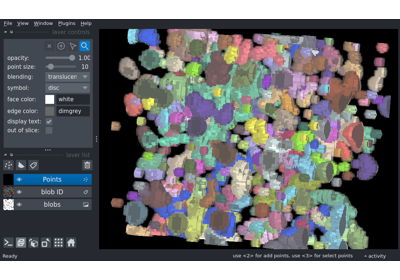 File View Window Plugins Help
layer controls
opacity: 1.00
point size: 10
blending: translucen
symbol: disc
face color: white
edge color: dimgrey
display text:
out of slice:
layer list
Points
blob ID
blobs
Ready
use <2> for add points, use <3> for select points
activity